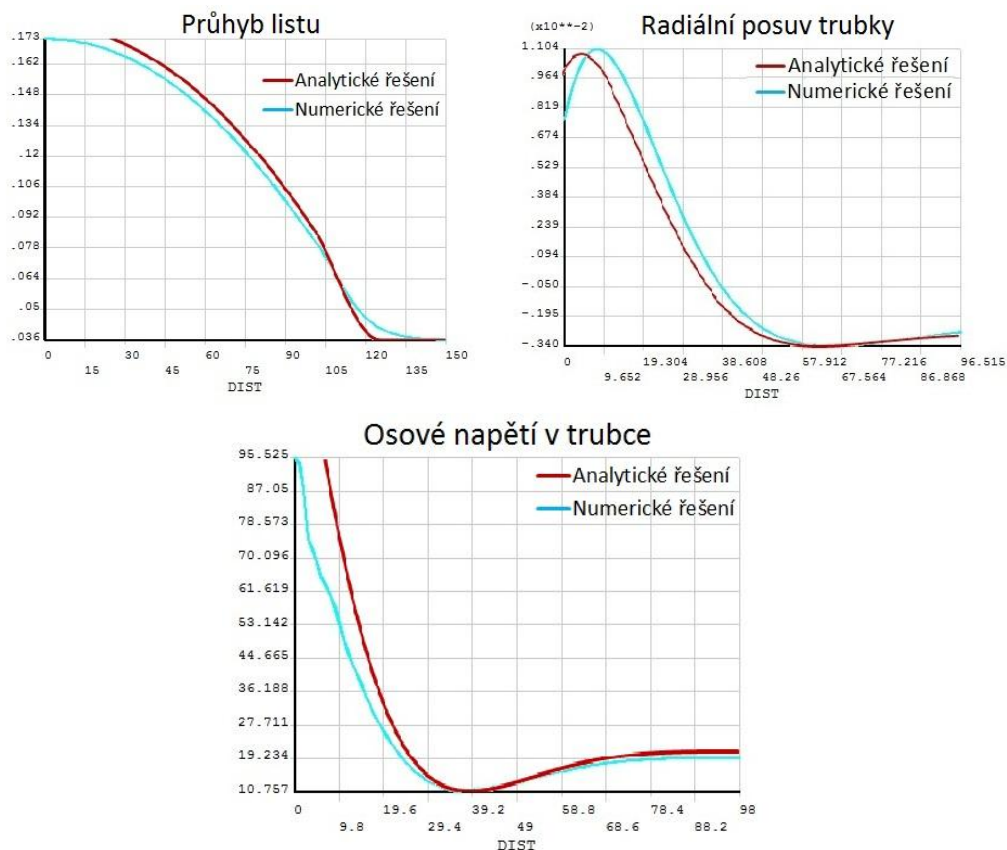 Průhyb listu
.173
.162
.148
.134
.12
.106
.092
.078
.064
.05
.036
Analytické řešení
Numerické řešení
0 30 60 90 120 150
15 45 75 105 135
DIST
Radiální posuv trubky
(x10**-2)
1.104
.964
.819
.674
.529
.384
.239
.094
-.050
-.195
-.340
Analytické řešení
Numerické řešení
0 19.304 38.608 57.912 77.216 96.515
9.652 28.956 48.26 67.564 86.868
DIST
Osové napětí v trubce
95.525
87.05
78.573
70.096
61.619
53.142
44.665
36.188
27.711
19.234
10.757
Analytické řešení
Numerické řešení
0 19.6 39.2 58.8 78.4 98
9.8 29.4 49 68.6 88.2
DIST